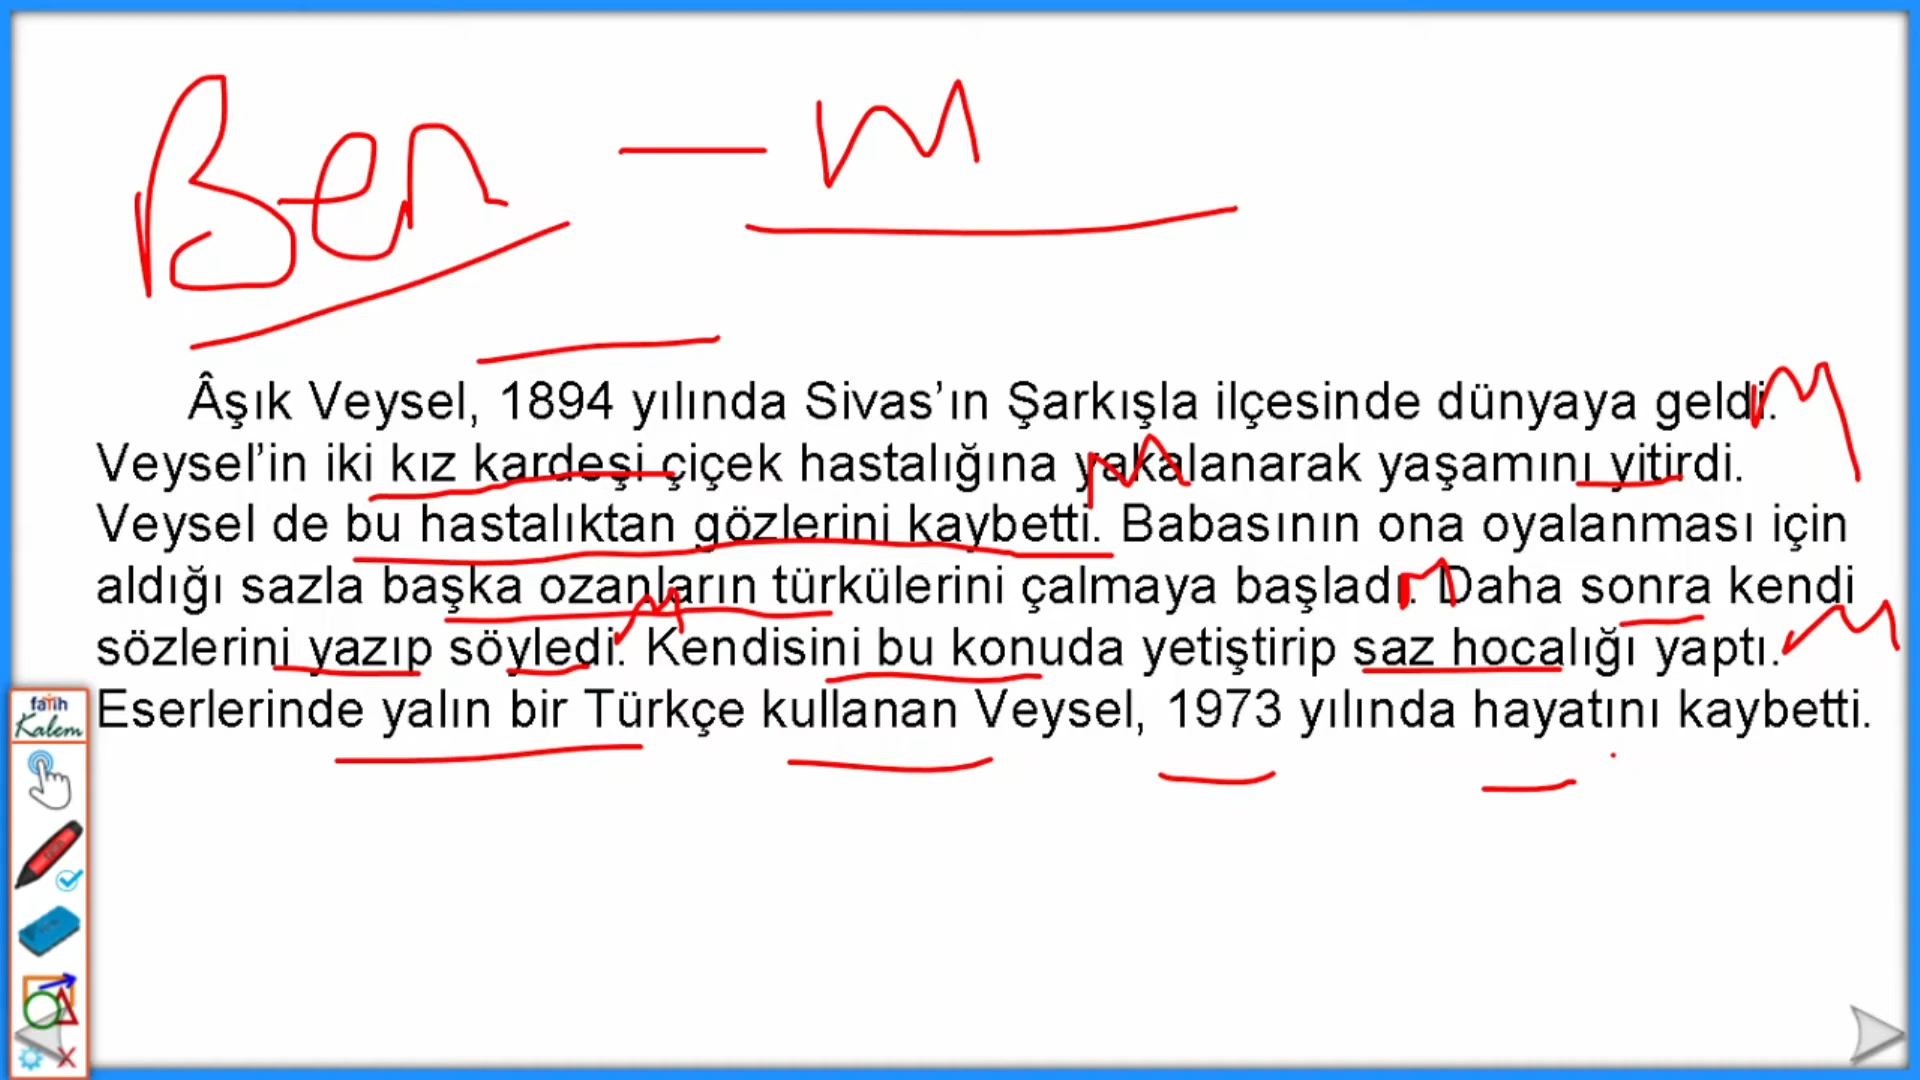 Ben — m
Âşık Veysel, 1894 yılında Sivas’ın Şarkışla ilçesinde dünyaya geldi. m
Veysel’in iki kız kardeşi çiçek hastalığına yakalanarak yaşamını yitirdi.
m
Veysel de bu hastalıktan gözlerini kaybetti. Babasının ona oyalanması için
aldığı sazla başka ozanların türkülerini çalmaya başladı. m Daha sonra kendi
sözlerini yazıp söyledi. m Kendisini bu konuda yetiştirip saz hocalığı yaptı. m
Eserlerinde yalın bir Türkçe kullanan Veysel, 1973 yılında hayatını kaybetti.
fatih
Kalem